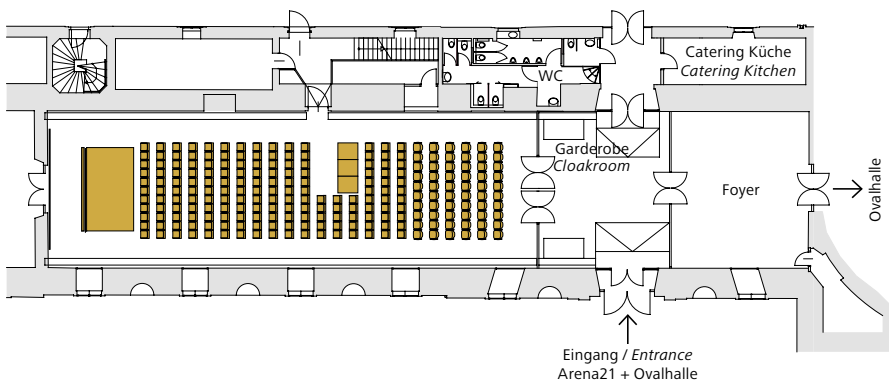 Catering Küche
Catering Kitchen
WC
Garderobe
Cloakroom
Foyer
Ovalhalle
Eingang / Entrance
Arena21 + Ovalhalle